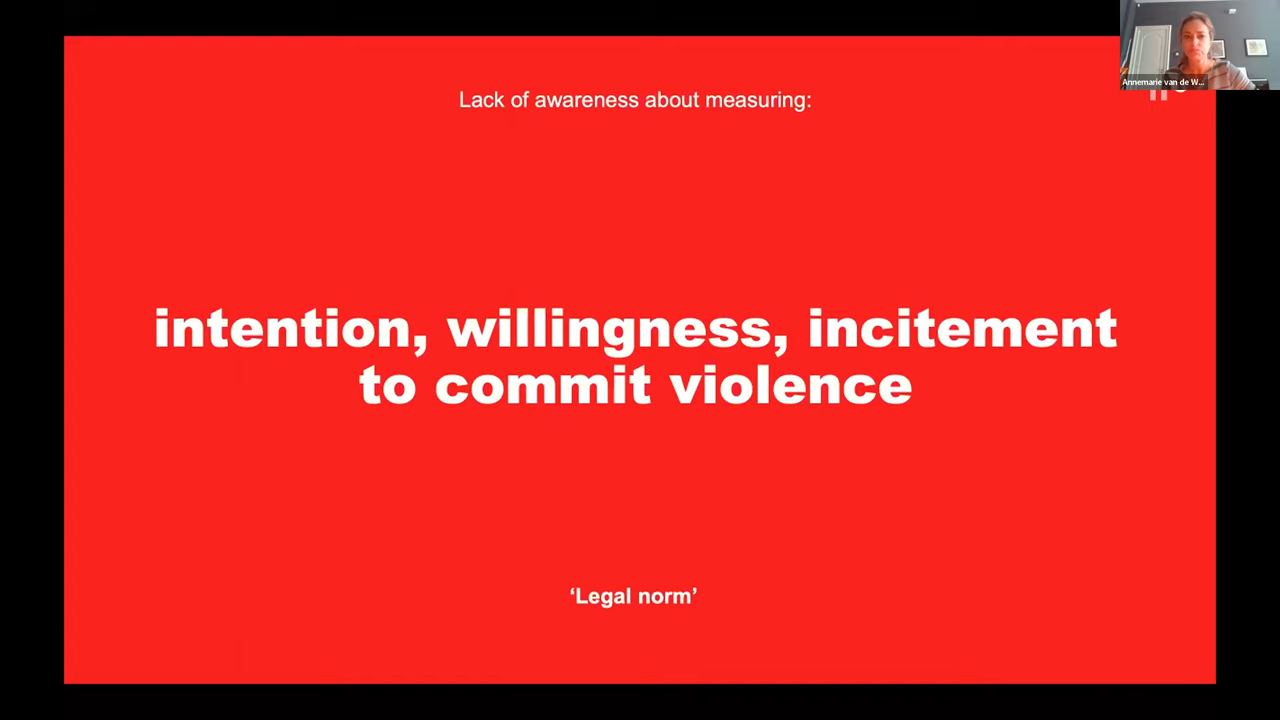 Lack of awareness about measuring:
intention, willingness, incitement
to commit violence
‘Legal norm’
Annemarie van de W...